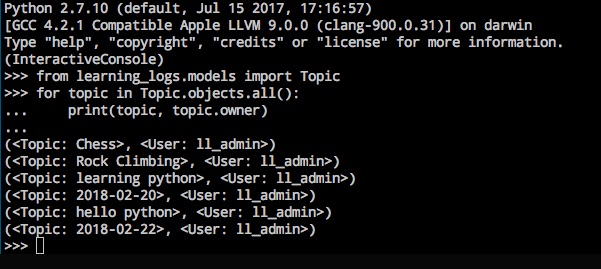 Python 2.7.10 (default, Jul 15 2017, 17:16:57)
[GCC 4.2.1 Compatible Apple LLVM 9.0.0 (clang-900.0.31)] on darwin
Type "help", "copyright", "credits" or "license" for more information.
(InteractiveConsole)
>>> from learning_logs.models import Topic
>>> for topic in Topic.objects.all():
...     print(topic, topic.owner)
...
(<Topic: Chess>, <User: ll_admin>)
(<Topic: Rock Climbing>, <User: ll_admin>)
(<Topic: learning python>, <User: ll_admin>)
(<Topic: 2018-02-20>, <User: ll_admin>)
(<Topic: hello python>, <User: ll_admin>)
(<Topic: 2018-02-22>, <User: ll_admin>)
>>>